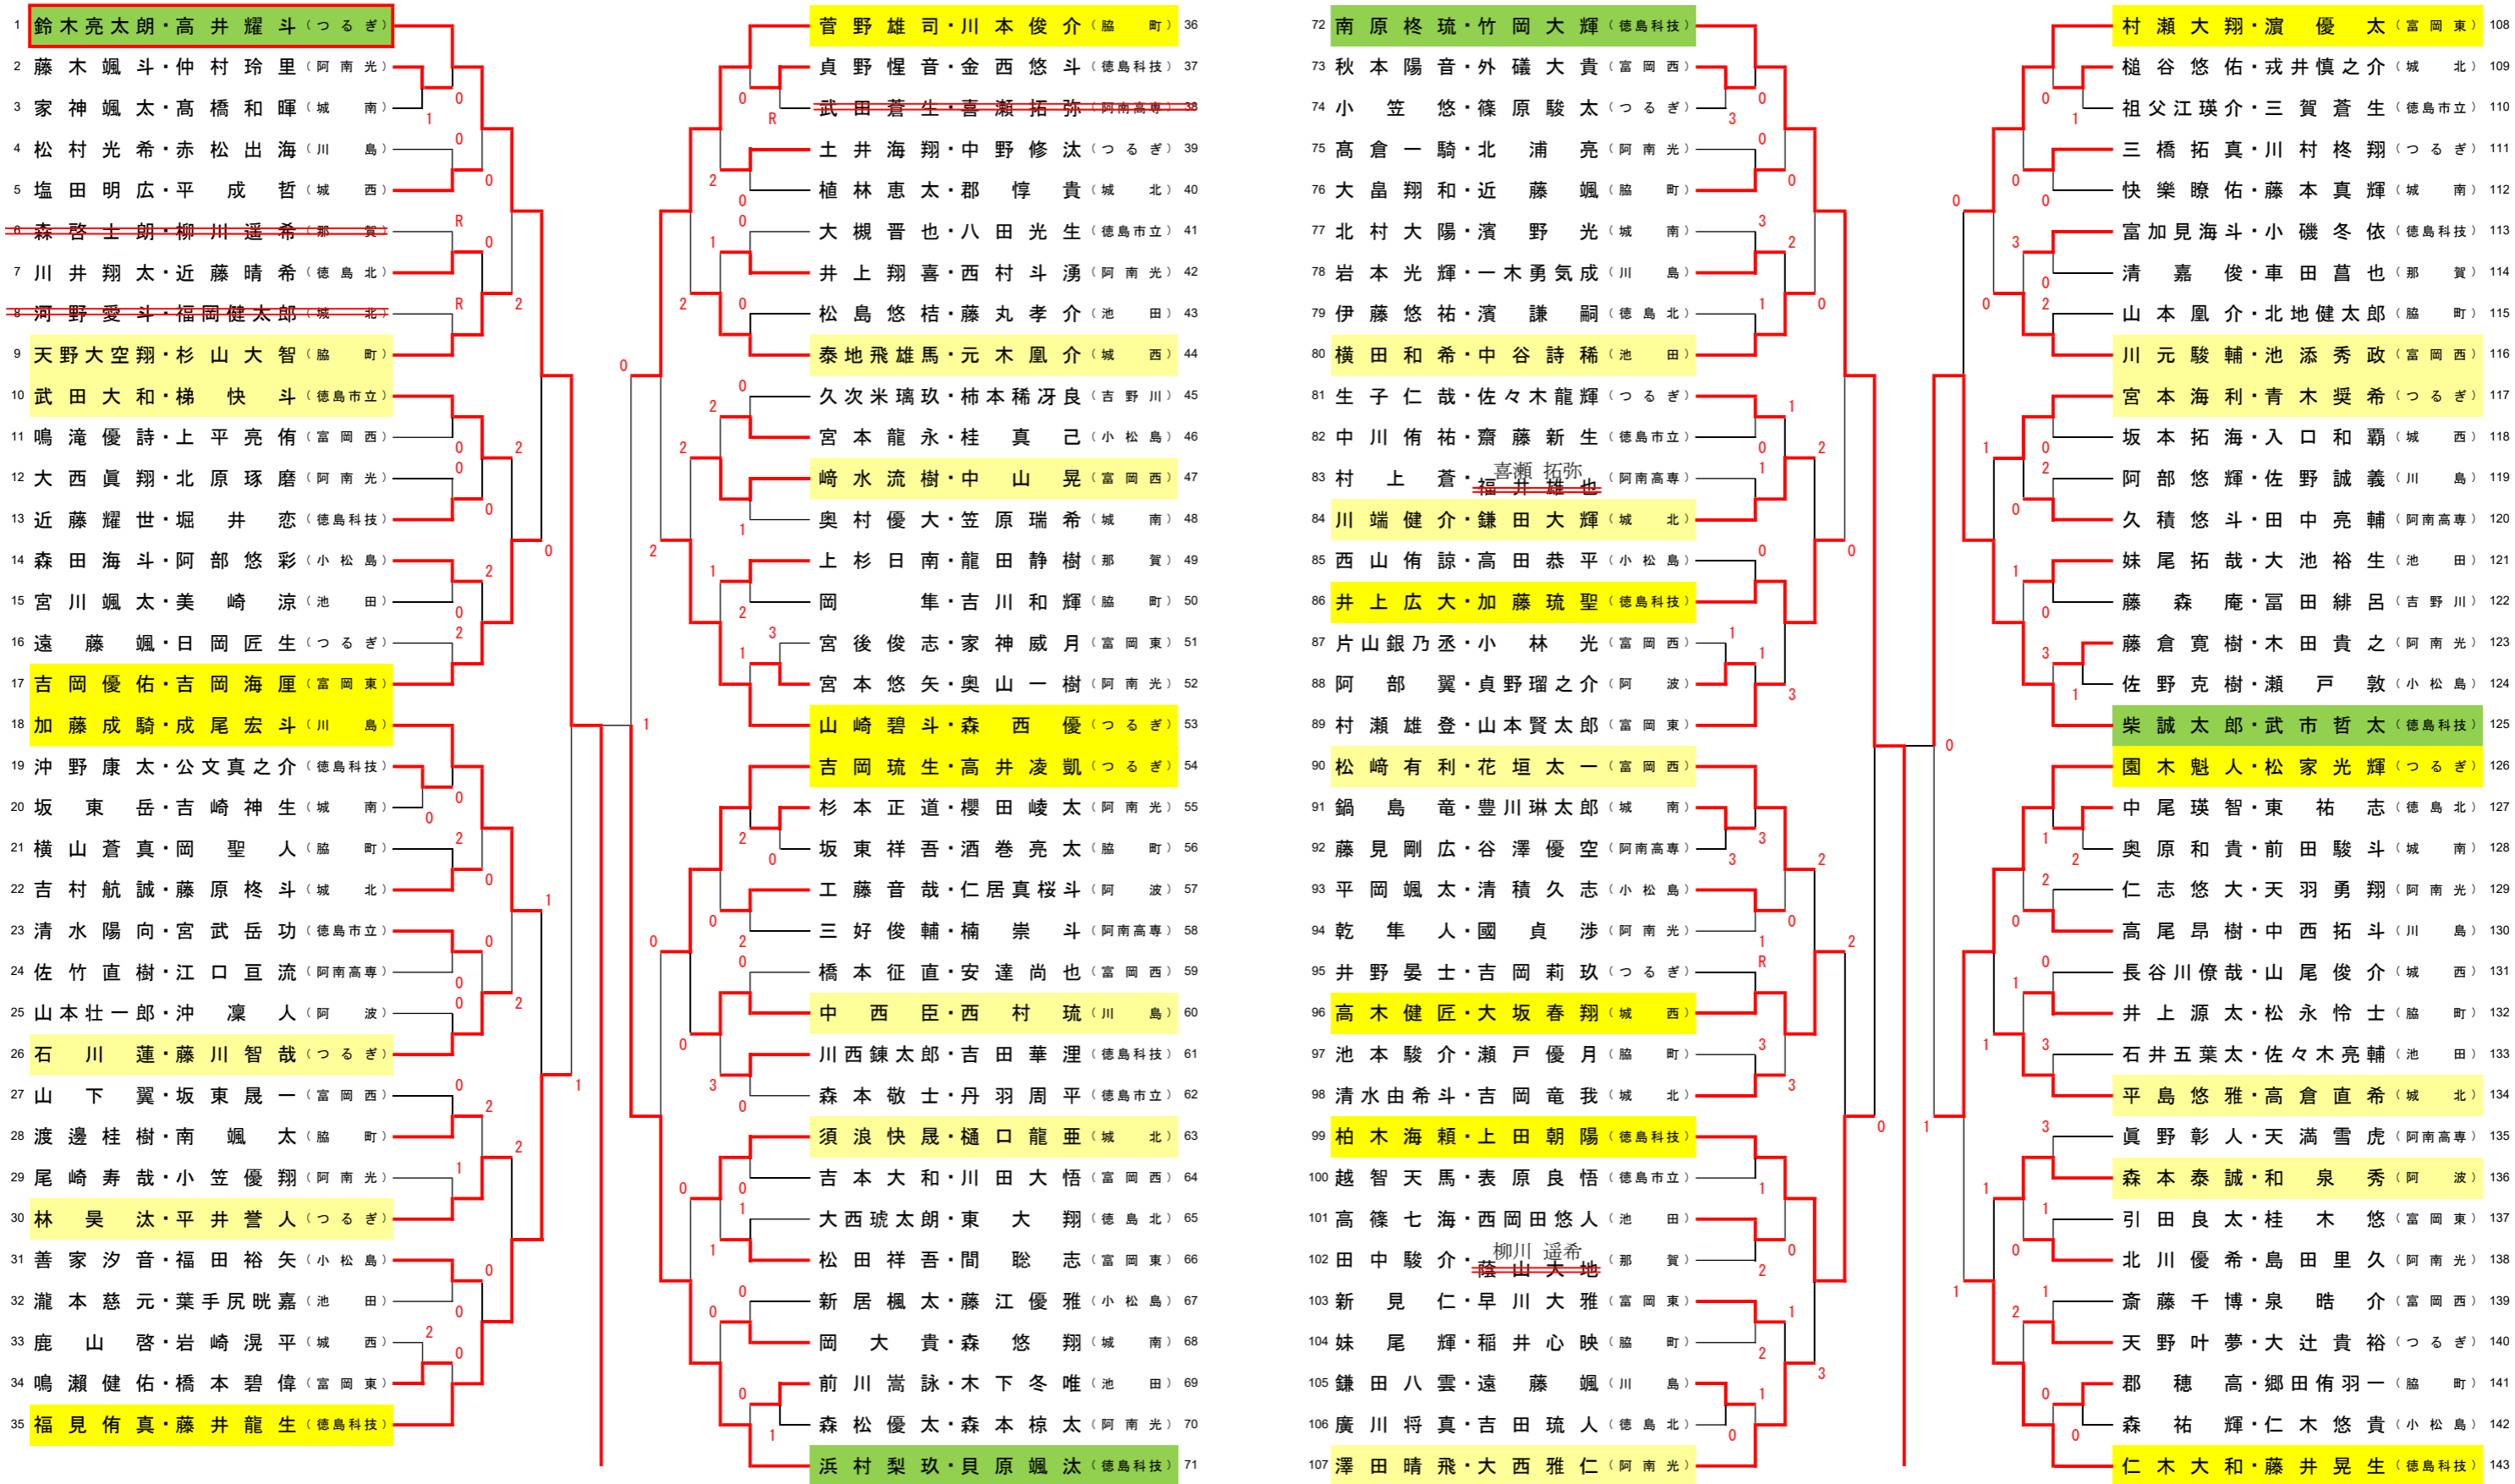 1 鈴木亮太朗・高井耀斗（つるぎ）
2 藤木颯斗・仲村玲里（阿南光）
3 家神颯太・髙橋和暉（城南）
4 松村光希・赤松出海（川島）
5 塩田明広・平成哲（城西）
6 森啓士朗・柳川遥希（那賀）
7 川井翔太・近藤晴希（徳島北）
8 河野愛斗・福岡健太郎（城北）
9 天野大空翔・杉山大智（脇町）
10 武田大和・梯快斗（徳島市立）
11 鳴滝優詩・上平亮侑（富岡西）
12 大西眞翔・北原琢磨（阿南光）
13 近藤耀世・堀井恋（徳島科技）
14 森田海斗・阿部悠彩（小松島）
15 宮川颯太・美崎涼（池田）
16 遠藤颯・日岡匠生（つるぎ）
17 吉岡優佑・吉岡海厘（富岡東）
18 加藤成騎・成尾宏斗（川島）
19 沖野康太・公文真之介（徳島科技）
20 坂東岳・吉崎神生（城南）
21 横山蒼真・岡聖人（脇町）
22 吉村航誠・藤原柊斗（城北）
23 清水陽向・宮武岳功（徳島市立）
24 佐竹直樹・江口亘流（阿南高専）
25 山本壮一郎・沖凜人（阿波）
26 石川蓮・藤川智哉（つるぎ）
27 山下翼・坂東晟一（富岡西）
28 渡邊桂樹・南颯太（脇町）
29 尾崎寿哉・小笠優翔（阿南光）
30 林昊汰・平井誉人（つるぎ）
31 善家汐音・福田裕矢（小松島）
32 瀧本慈元・葉手尻晄嘉（池田）
33 鹿山啓・岩崎滉平（城西）
34 鳴瀬健佑・橋本碧偉（富岡東）
35 福見侑真・藤井龍生（徳島科技）
菅野雄司・川本俊介（脇町） 36
貞野惺音・金西悠斗（徳島科技） 37
武田蒼生・喜瀬拓弥（阿南高専） 38
土井海翔・中野修汰（つるぎ） 39
植林恵太・郡惇貴（城北） 40
大槻晋也・八田光生（徳島市立） 41
井上翔喜・西村斗湧（阿南光） 42
松島悠桔・藤丸孝介（池田） 43
泰地飛雄馬・元木凰介（城西） 44
久次米璃玖・柿本稀冴良（吉野川） 45
宮本龍永・桂真己（小松島） 46
﨑水流樹・中山晃（富岡西） 47
奥村優大・笠原瑞希（城南） 48
上杉日南・龍田静樹（那賀） 49
岡隼・吉川和輝（脇町） 50
宮後俊志・家神威月（富岡東） 51
宮本悠矢・奥山一樹（阿南光） 52
山崎碧斗・森西優（つるぎ） 53
吉岡琉生・高井凌凱（つるぎ） 54
杉本正道・櫻田崚太（阿南光） 55
坂東祥吾・酒巻亮太（脇町） 56
工藤音哉・仁居真桜斗（阿波） 57
三好俊輔・楠崇斗（阿南高専） 58
橋本征直・安達尚也（富岡西） 59
中西臣・西村琉（川島） 60
川西錬太郎・吉田華浬（徳島科技） 61
森本敬士・丹羽周平（徳島市立） 62
須浪快晟・樋口龍亜（城北） 63
吉本大和・川田大悟（富岡西） 64
大西琥太朗・東大翔（徳島北） 65
松田祥吾・間聡志（富岡東） 66
新居楓太・藤江優雅（小松島） 67
岡大貴・森悠翔（城南） 68
前川嵩詠・木下冬唯（池田） 69
森松優太・森本椋太（阿南光） 70
浜村梨玖・貝原颯汰（徳島科技） 71
72 南原柊琉・竹岡大輝（徳島科技）
73 秋本陽音・外礒大貴（富岡西）
74 小笠悠・篠原駿太（つるぎ）
75 髙倉一騎・北浦亮（阿南光）
76 大畠翔和・近藤颯（脇町）
77 北村大陽・濱野光（城南）
78 岩本光輝・一木勇気成（川島）
79 伊藤悠祐・濱謙嗣（徳島北）
80 横田和希・中谷詩稀（池田）
81 生子仁哉・佐々木龍輝（つるぎ）
82 中川侑祐・齋藤新生（徳島市立）
喜瀬 拓弥
83 村上蒼・福井雄也（阿南高専）
84 川端健介・鎌田大輝（城北）
85 西山侑諒・高田恭平（小松島）
86 井上広大・加藤琉聖（徳島科技）
87 片山銀乃丞・小林光（富岡西）
88 阿部翼・貞野瑠之介（阿波）
89 村瀬雄登・山本賢太郎（富岡東）
90 松﨑有利・花垣太一（富岡西）
91 鍋島竜・豊川琳太郎（城南）
92 藤見剛広・谷澤優空（阿南高専）
93 平岡颯太・清積久志（小松島）
94 乾隼人・國貞渉（阿南光）
95 井野晏士・吉岡莉玖（つるぎ）
96 高木健匠・大坂春翔（城西）
97 池本駿介・瀬戸優月（脇町）
98 清水由希斗・吉岡竜我（城北）
99 柏木海頼・上田朝陽（徳島科技）
100 越智天馬・表原良悟（徳島市立）
101 高篠七海・西岡田悠人（池田）
柳川 遥希
102 田中駿介・蔭山大地（那賀）
103 新見仁・早川大雅（富岡東）
104 妹尾輝・稲井心映（脇町）
105 鎌田八雲・遠藤颯（川島）
106 廣川将真・吉田琉人（徳島北）
107 澤田晴飛・大西雅仁（阿南光）
村瀬大翔・濵優太（富岡東） 108
槌谷悠佑・戎井慎之介（城北） 109
祖父江瑛介・三賀蒼生（徳島市立） 110
三橋拓真・川村柊翔（つるぎ） 111
快樂暸佑・藤本真輝（城南） 112
富加見海斗・小磯冬依（徳島科技） 113
清嘉俊・車田菖也（那賀） 114
山本凰介・北地健太郎（脇町） 115
川元駿輔・池添秀政（富岡西） 116
宮本海利・青木奨希（つるぎ） 117
坂本拓海・入口和覇（城西） 118
阿部悠輝・佐野誠義（川島） 119
久積悠斗・田中亮輔（阿南高専） 120
妹尾拓哉・大池裕生（池田） 121
藤森庵・冨田緋呂（吉野川） 122
藤倉寛樹・木田貴之（阿南光） 123
佐野克樹・瀬戸敦（小松島） 124
柴誠太郎・武市哲太（徳島科技） 125
園木魁人・松家光輝（つるぎ） 126
中尾瑛智・東祐志（徳島北） 127
奥原和貴・前田駿斗（城南） 128
仁志悠大・天羽勇翔（阿南光） 129
高尾昂樹・中西拓斗（川島） 130
長谷川僚哉・山尾俊介（城西） 131
井上源太・松永怜士（脇町） 132
石井五葉太・佐々木亮輔（池田） 133
平島悠雅・高倉直希（城北） 134
眞野彰人・天満雪虎（阿南高専） 135
森本泰誠・和泉秀（阿波） 136
引田良太・桂木悠（富岡東） 137
北川優希・島田里久（阿南光） 138
斎藤千博・泉晧介（富岡西） 139
天野叶夢・大辻貴裕（つるぎ） 140
郡穂高・郷田侑羽一（脇町） 141
森祐輝・仁木悠貴（小松島） 142
仁木大和・藤井晃生（徳島科技） 143